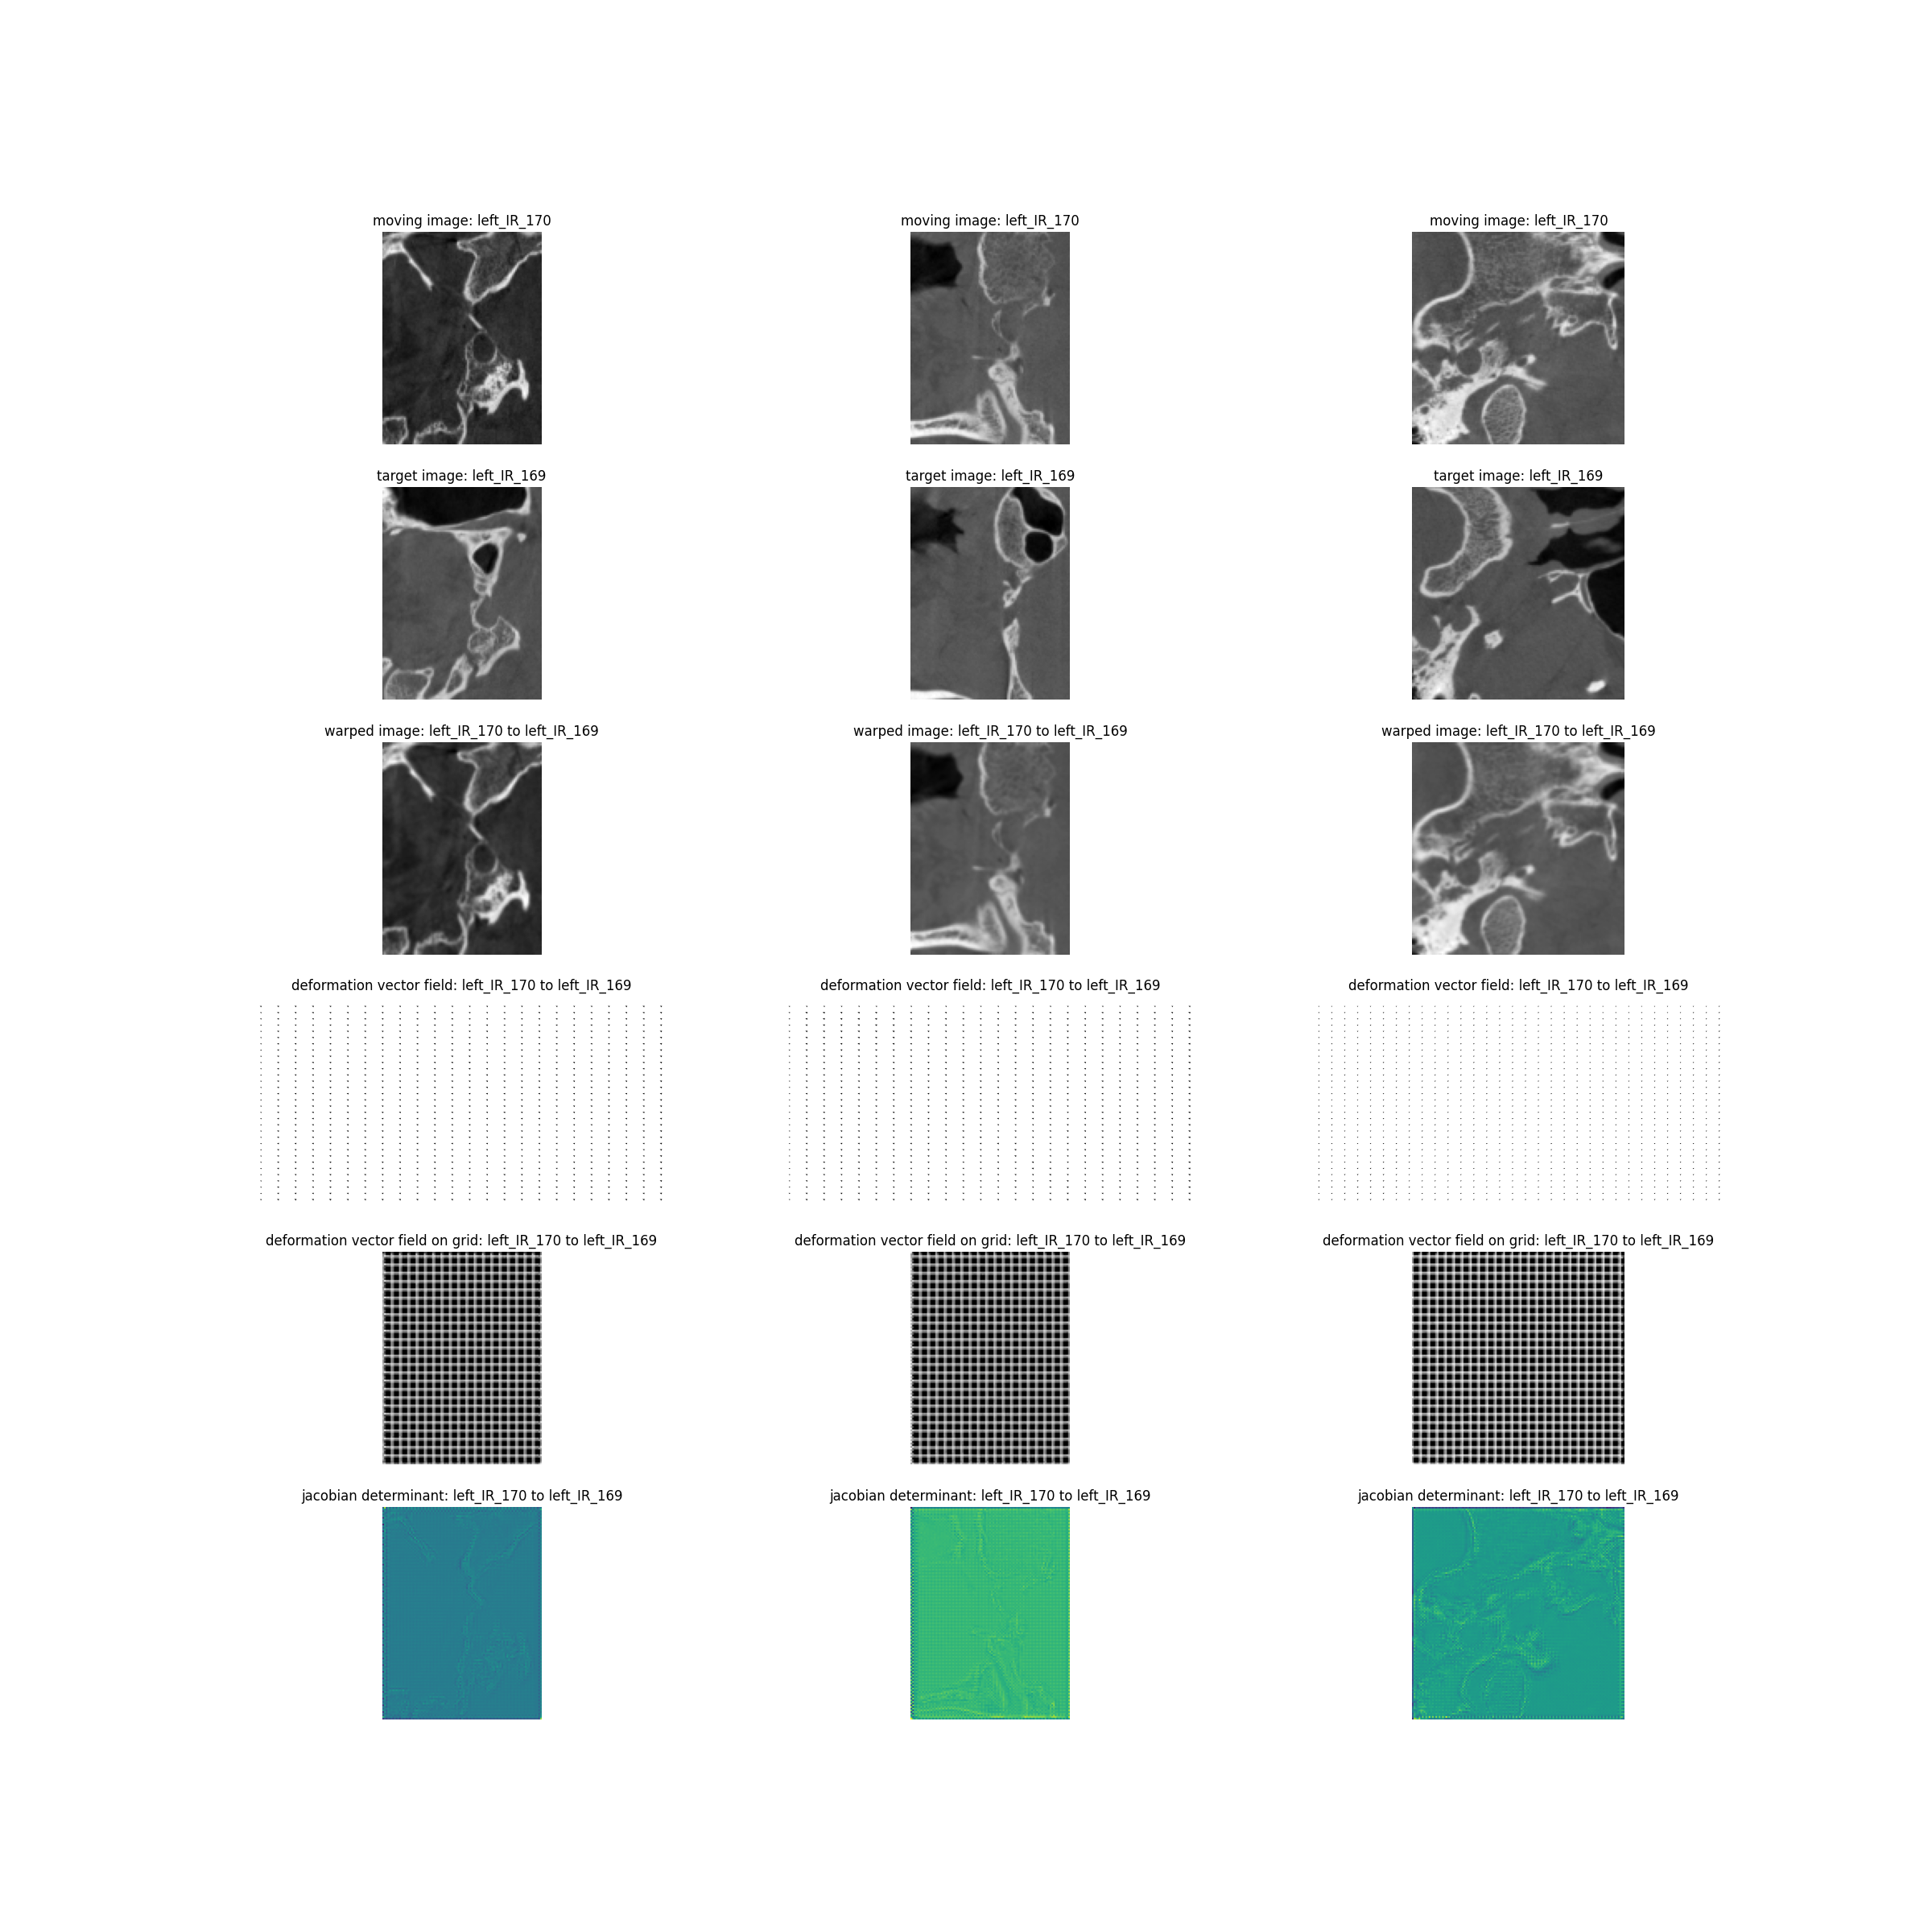 moving image: left_IR_170
moving image: left_IR_170
moving image: left_IR_170
target image: left_IR_169
target image: left_IR_169
target image: left_IR_169
warped image: left_IR_170 to left_IR_169
warped image: left_IR_170 to left_IR_169
warped image: left_IR_170 to left_IR_169
deformation vector field: left_IR_170 to left_IR_169
deformation vector field: left_IR_170 to left_IR_169
deformation vector field: left_IR_170 to left_IR_169
deformation vector field on grid: left_IR_170 to left_IR_169
deformation vector field on grid: left_IR_170 to left_IR_169
deformation vector field on grid: left_IR_170 to left_IR_169
jacobian determinant: left_IR_170 to left_IR_169
jacobian determinant: left_IR_170 to left_IR_169
jacobian determinant: left_IR_170 to left_IR_169